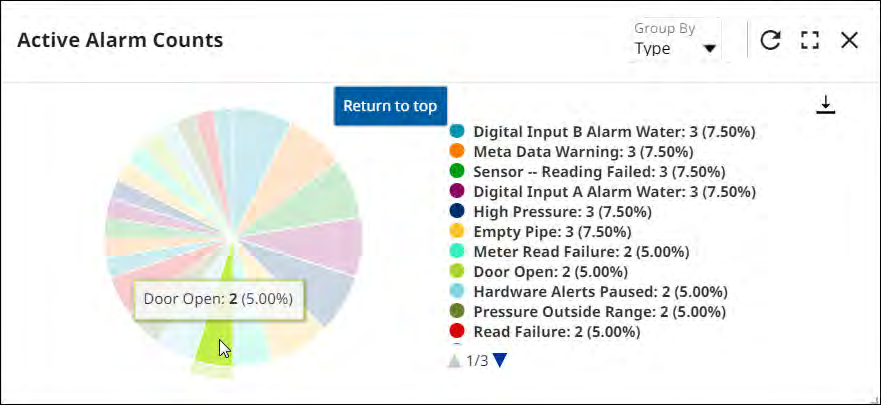 Active Alarm Counts
Group By
Type
Return to top
Digital Input B Alarm Water: 3 (7.50%)
Meta Data Warning: 3 (7.50%)
Sensor -- Reading Failed: 3 (7.50%)
Digital Input A Alarm Water: 3 (7.50%)
High Pressure: 3 (7.50%)
Empty Pipe: 3 (7.50%)
Meter Read Failure: 2 (5.00%)
Door Open: 2 (5.00%)
Hardware Alerts Paused: 2 (5.00%)
Pressure Outside Range: 2 (5.00%)
Read Failure: 2 (5.00%)
1/3
Door Open: 2 (5.00%)